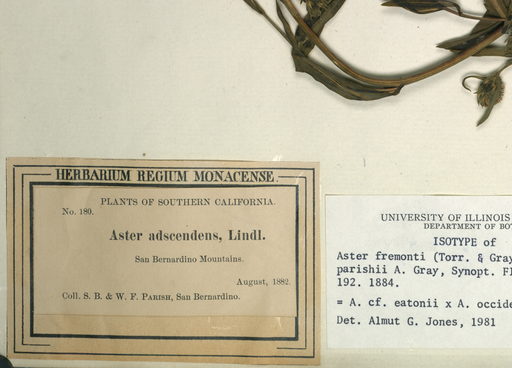 HERBARIUM REGIUM MONACENSE.
PLANTS OF SOUTHERN CALIFORNIA.
No. 180.
Aster adscendens, Lindl.
San Bernardino Mountains.
August, 1882.
Coll. S. B. & W. F. PARISH, San Bernardino.
UNIVERSITY OF ILLINOIS
DEPARTMENT OF BOT
ISOTYPE of
Aster fremonti (Torr. & Gray
parishii A. Gray, Synopt. Fl
192. 1884.
= A. cf. eatonii x A. occide
Det. Almut G. Jones, 1981